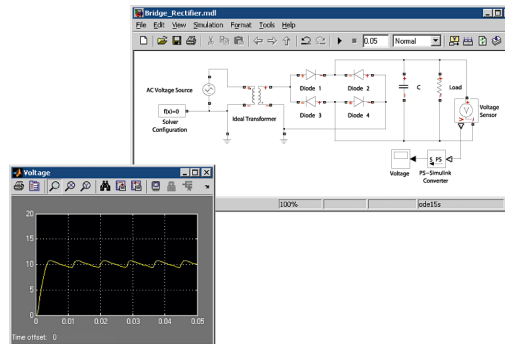 Bridge_Rectifier.mdl
File Edit View Simulation Format Tools Help
0.05 Normal
AC Voltage Source
f(x)=0
Solver
Configuration
Ideal Transformer
Diode 1
Diode 2
Diode 3
Diode 4
C
Load
V
Voltage
Sensor
Voltage
S PS
PS-Simulink
Converter
100%
ode15s
Voltage
20
15
10
5
0
0 0.01 0.02 0.03 0.04 0.05
Time offset: 0